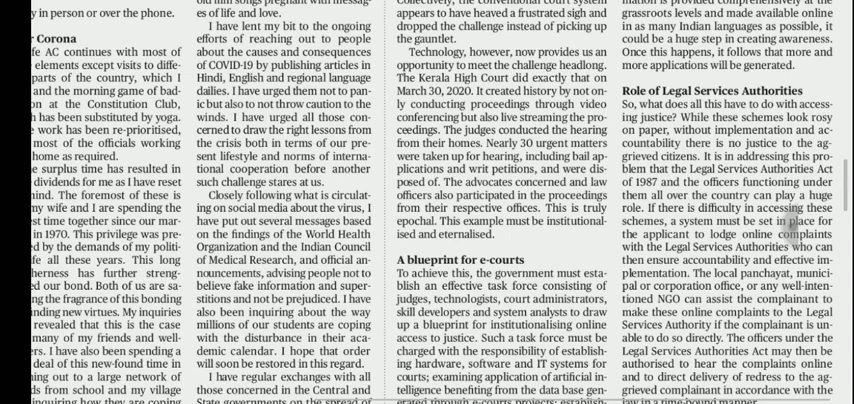 y in person or over the phone.
r Corona
fe AC continues with most of
elements except visits to diffe-
parts of the country, which I
and the morning game of bad-
on at the Constitution Club,
h has been substituted by yoga.
e work has been re-prioritised,
most of the officials working
home as required.
e surplus time has resulted in
dividends for me as I have reset
mind. The foremost of these is
my wife and I are spending the
st time together since our mar-
in 1970. This privilege was pre-
ed by the demands of my politi-
fe all these years. This long
herness has further streng-
ed our bond. Both of us are sa-
ng the fragrance of this bonding
nding new virtues. My inquiries
revealed that this is the case
many of my friends and well-
ers. I have also been spending a
deal of this new-found time in
ing out to a large network of
ds from school and my village
inquiring how they are coping
old film songs pregnant with messag-
es of life and love.
I have lent my bit to the ongoing
efforts of reaching out to people
about the causes and consequences
of COVID-19 by publishing articles in
Hindi, English and regional language
dailies. I have urged them not to pan-
ic but also to not throw caution to the
winds. I have urged all those con-
cerned to draw the right lessons from
the crisis both in terms of our pre-
sent lifestyle and norms of interna-
tional cooperation before another
such challenge stares at us.
Closely following what is circulat-
ing on social media about the virus, I
have put out several messages based
on the findings of the World Health
Organization and the Indian Council
of Medical Research, and official an-
nouncements, advising people not to
believe fake information and super-
stitions and not be prejudiced. I have
also been inquiring about the way
millions of our students are coping
with the disturbance in their aca-
demic calendar. I hope that order
will soon be restored in this regard.
I have regular exchanges with all
those concerned in the Central and
State governments on the spread of
Collectively, the conventional court system
appears to have heaved a frustrated sigh and
dropped the challenge instead of picking up
the gauntlet.
Technology, however, now provides us an
opportunity to meet the challenge headlong.
The Kerala High Court did exactly that on
March 30, 2020. It created history by not on-
ly conducting proceedings through video
conferencing but also live streaming the pro-
ceedings. The judges conducted the hearing
from their homes. Nearly 30 urgent matters
were taken up for hearing, including bail ap-
plications and writ petitions, and were dis-
posed of. The advocates concerned and law
officers also participated in the proceedings
from their respective offices. This is truly
epochal. This example must be institutional-
ised and eternalised.
A blueprint for e-courts
To achieve this, the government must esta-
blish an effective task force consisting of
judges, technologists, court administrators,
skill developers and system analysts to draw
up a blueprint for institutionalising online
access to justice. Such a task force must be
charged with the responsibility of establish-
ing hardware, software and IT systems for
courts; examining application of artificial in-
telligence benefiting from the data base gen-
erated through e-courts projects; establish-
mation is provided comprehensively at the
grassroots levels and made available online
in as many Indian languages as possible, it
could be a huge step in creating awareness.
Once this happens, it follows that more and
more applications will be generated.
Role of Legal Services Authorities
So, what does all this have to do with access-
ing justice? While these schemes look rosy
on paper, without implementation and ac-
countability there is no justice to the ag-
grieved citizens. It is in addressing this pro-
blem that the Legal Services Authorities Act
of 1987 and the officers functioning under
them all over the country can play a huge
role. If there is difficulty in accessing these
schemes, a system must be set in place for
the applicant to lodge online complaints
with the Legal Services Authorities who can
then ensure accountability and effective im-
plementation. The local panchayat, munici-
pal or corporation office, or any well-inten-
tioned NGO can assist the complainant to
make these online complaints to the Legal
Services Authority if the complainant is un-
able to do so directly. The officers under the
Legal Services Authorities Act may then be
authorised to hear the complaints online
and to direct delivery of redress to the ag-
grieved complainant in accordance with the
law in a time-bound manner.